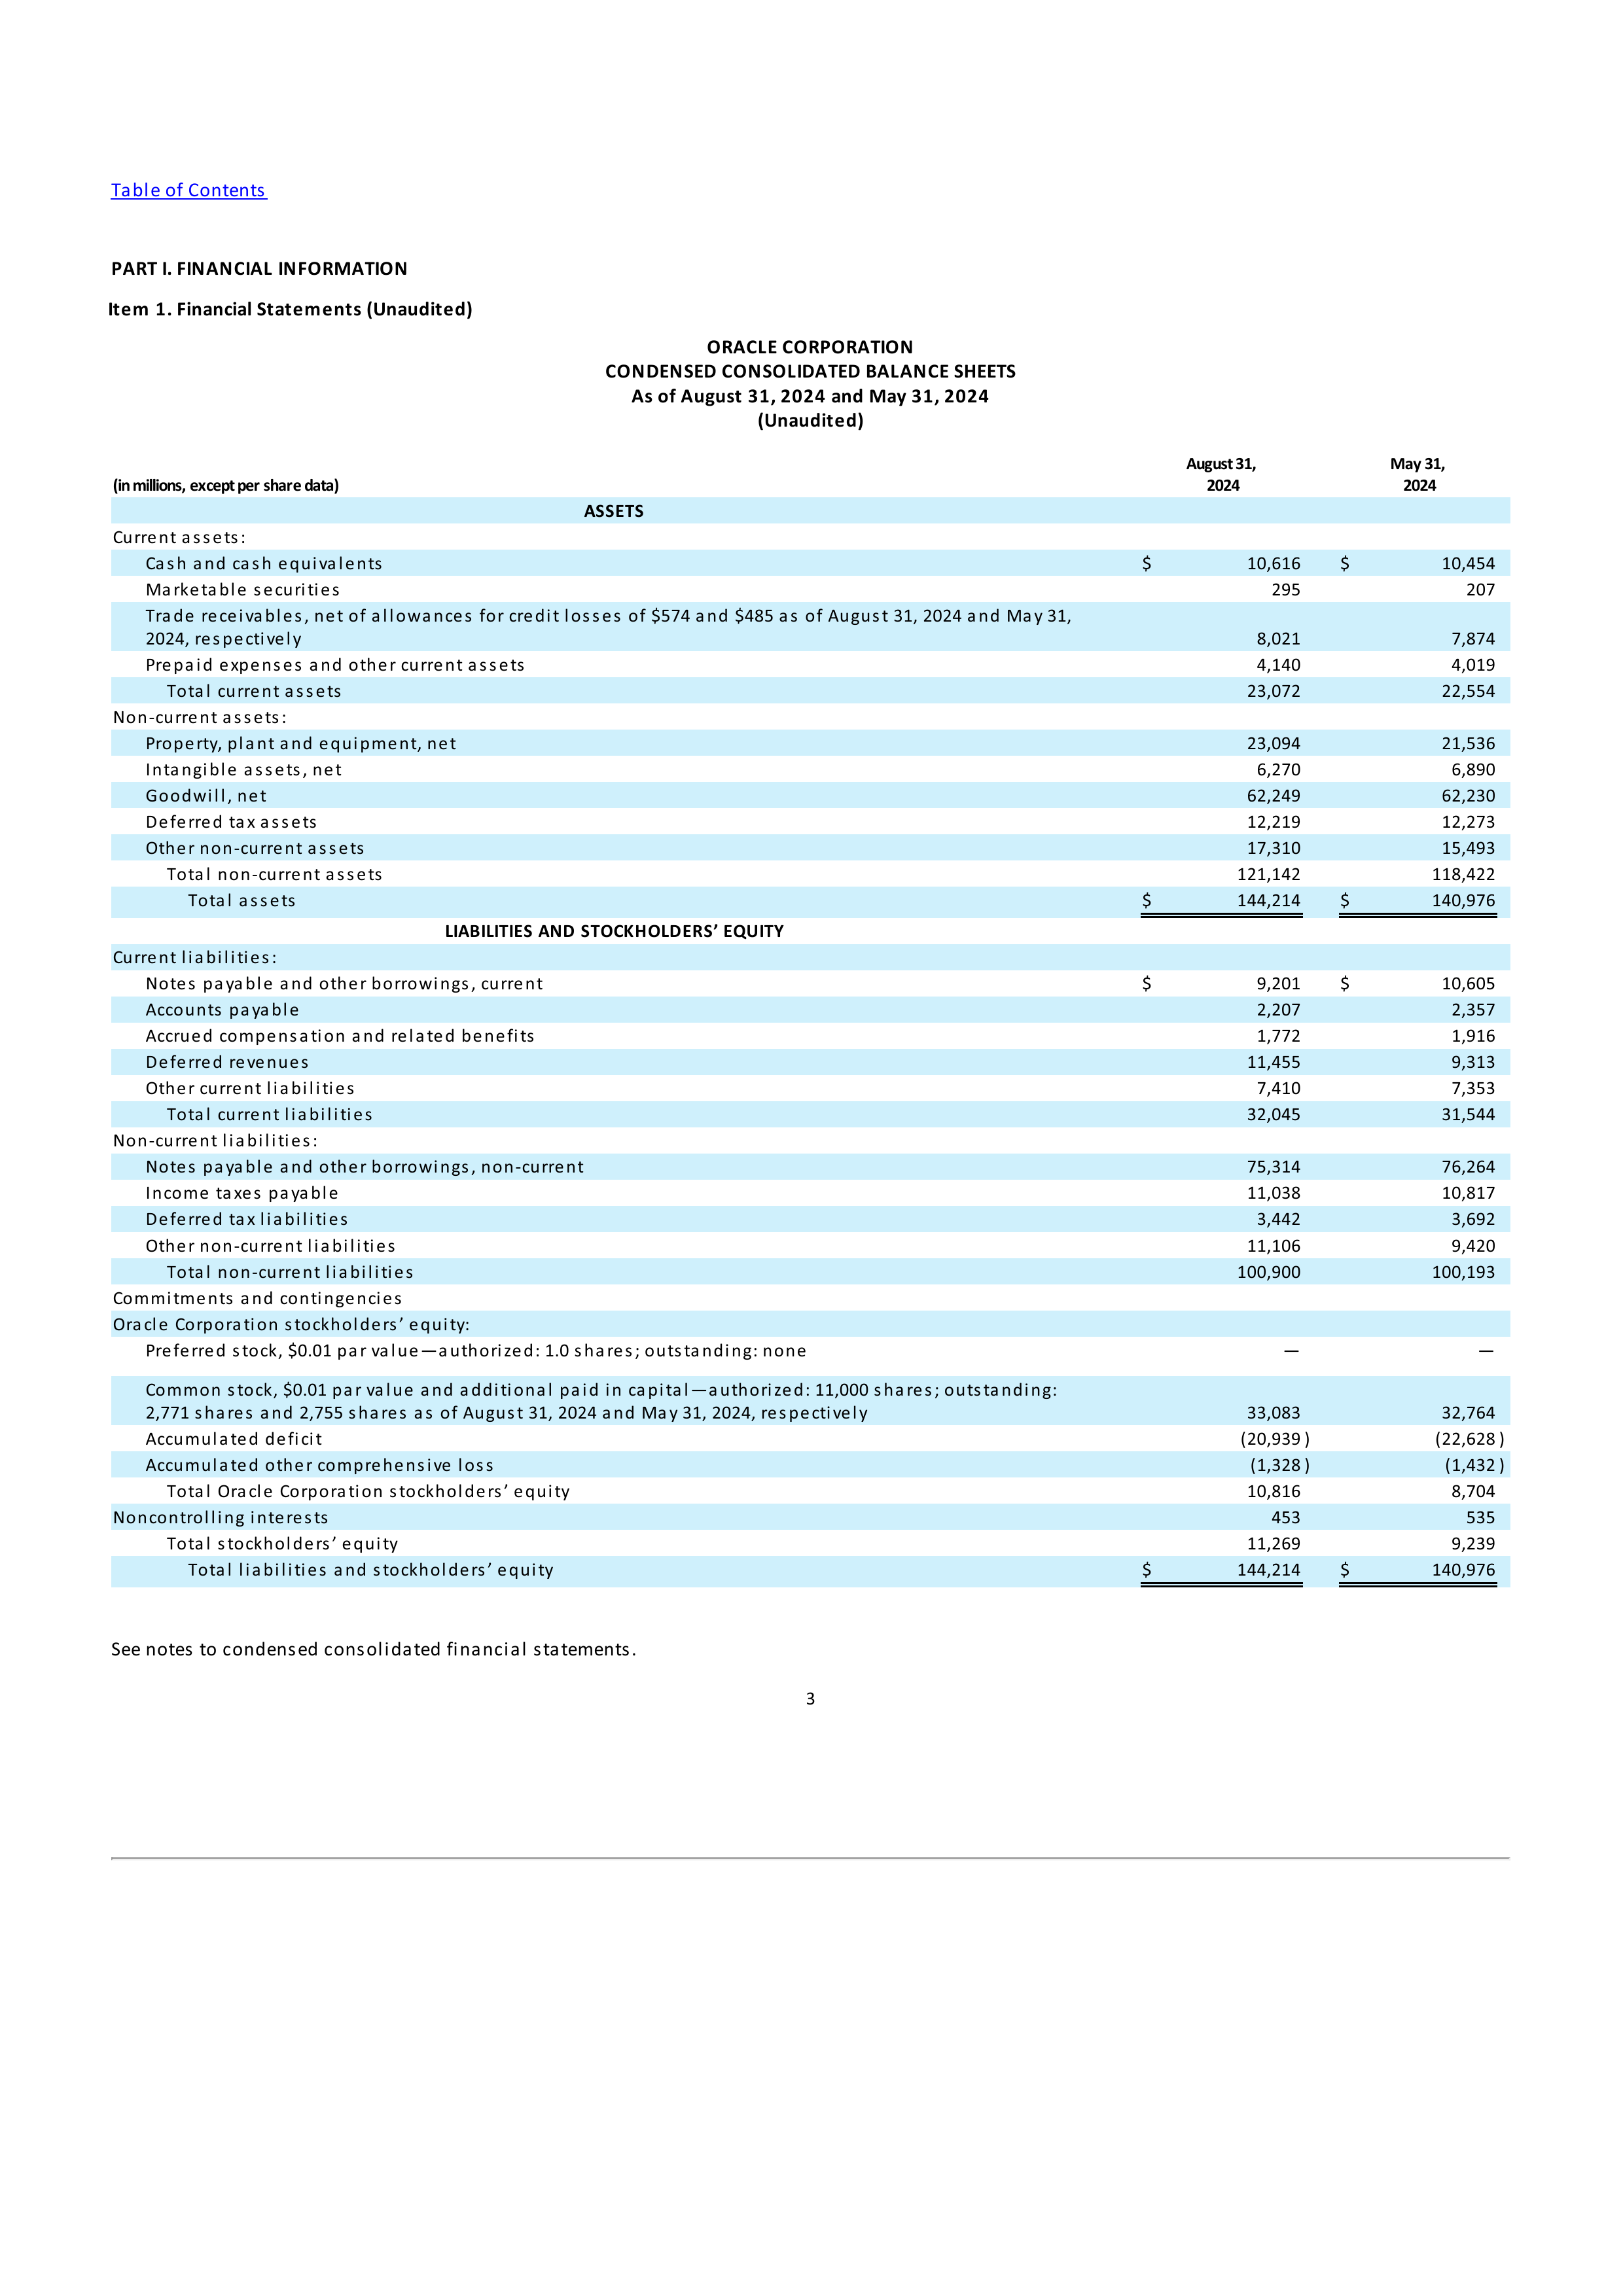 Table of Contents
PART I. FINANCIAL INFORMATION
Item 1. Financial Statements (Unaudited)
ORACLE CORPORATION
CONDENSED CONSOLIDATED BALANCE SHEETS
As of August 31, 2024 and May 31, 2024
(Unaudited)
August 31, May 31,
(in millions, except per share data) 2024 2024
ASSETS
Current assets:
Cash and cash equivalents $ 10,616 $ 10,454
Marketable securities 295 207
Trade receivables, net of allowances for credit losses of $574 and $485 as of August 31, 2024 and May 31,
2024, respectively 8,021 7,874
Prepaid expenses and other current assets 4,140 4,019
Total current assets 23,072 22,554
Non-current assets:
Property, plant and equipment, net 23,094 21,536
Intangible assets, net 6,270 6,890
Goodwill, net 62,249 62,230
Deferred tax assets 12,219 12,273
Other non-current assets 17,310 15,493
Total non-current assets 121,142 118,422
Total assets $ 144,214 $ 140,976
LIABILITIES AND STOCKHOLDERS’ EQUITY
Current liabilities:
Notes payable and other borrowings, current $ 9,201 $ 10,605
Accounts payable 2,207 2,357
Accrued compensation and related benefits 1,772 1,916
Deferred revenues 11,455 9,313
Other current liabilities 7,410 7,353
Total current liabilities 32,045 31,544
Non-current liabilities:
Notes payable and other borrowings, non-current 75,314 76,264
Income taxes payable 11,038 10,817
Deferred tax liabilities 3,442 3,692
Other non-current liabilities 11,106 9,420
Total non-current liabilities 100,900 100,193
Commitments and contingencies
Oracle Corporation stockholders’ equity:
Preferred stock, $0.01 par value—authorized: 1.0 shares; outstanding: none — —
Common stock, $0.01 par value and additional paid in capital—authorized: 11,000 shares; outstanding:
2,771 shares and 2,755 shares as of August 31, 2024 and May 31, 2024, respectively 33,083 32,764
Accumulated deficit (20,939) (22,628)
Accumulated other comprehensive loss (1,328) (1,432)
Total Oracle Corporation stockholders’ equity 10,816 8,704
Noncontrolling interests 453 535
Total stockholders’ equity 11,269 9,239
Total liabilities and stockholders’ equity $ 144,214 $ 140,976
See notes to condensed consolidated financial statements.
3